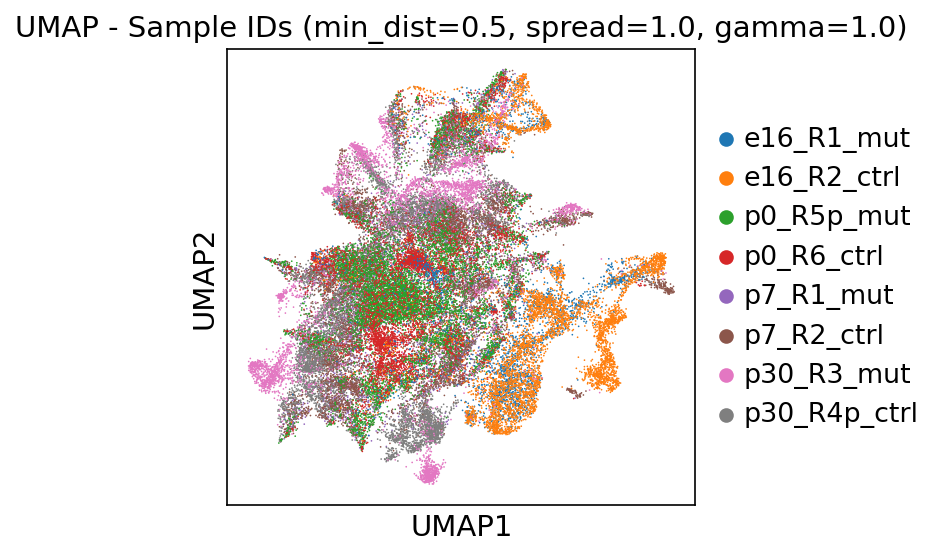 UMAP - Sample IDs (min_dist=0.5, spread=1.0, gamma=1.0)
UMAP2
UMAP1
e16_R1_mut
e16_R2_ctrl
p0_R5p_mut
p0_R6_ctrl
p7_R1_mut
p7_R2_ctrl
p30_R3_mut
p30_R4p_ctrl